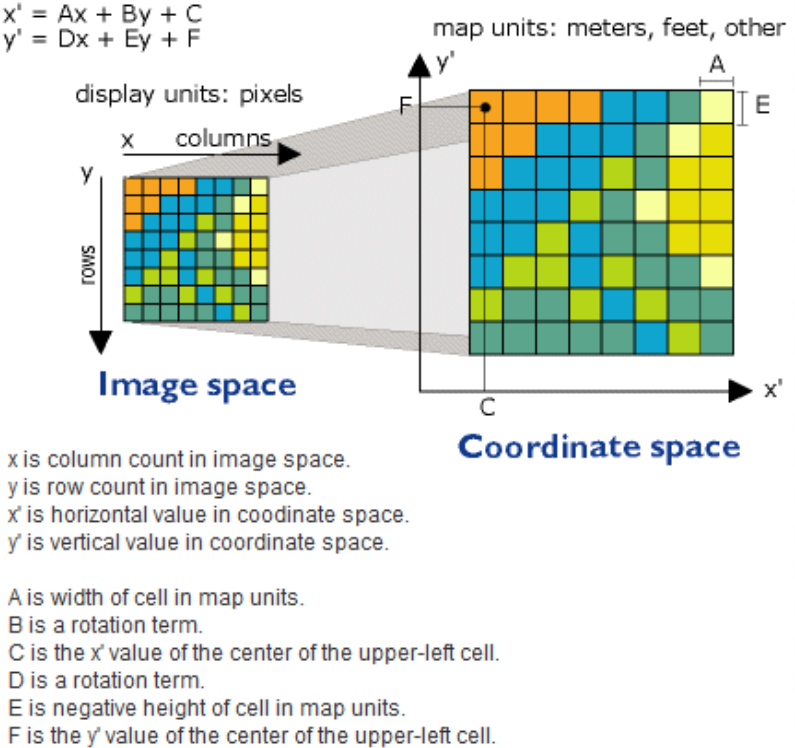 x' = Ax + By + C
y' = Dx + Ey + F
map units: meters, feet, other
y'
A
display units: pixels
F
E
x columns
y
rows
Image space
x'
C
Coordinate space
x is column count in image space.
y is row count in image space.
x' is horizontal value in coodinate space.
y' is vertical value in coordinate space.
A is width of cell in map units.
B is a rotation term.
C is the x' value of the center of the upper-left cell.
D is a rotation term.
E is negative height of cell in map units.
F is the y' value of the center of the upper-left cell.